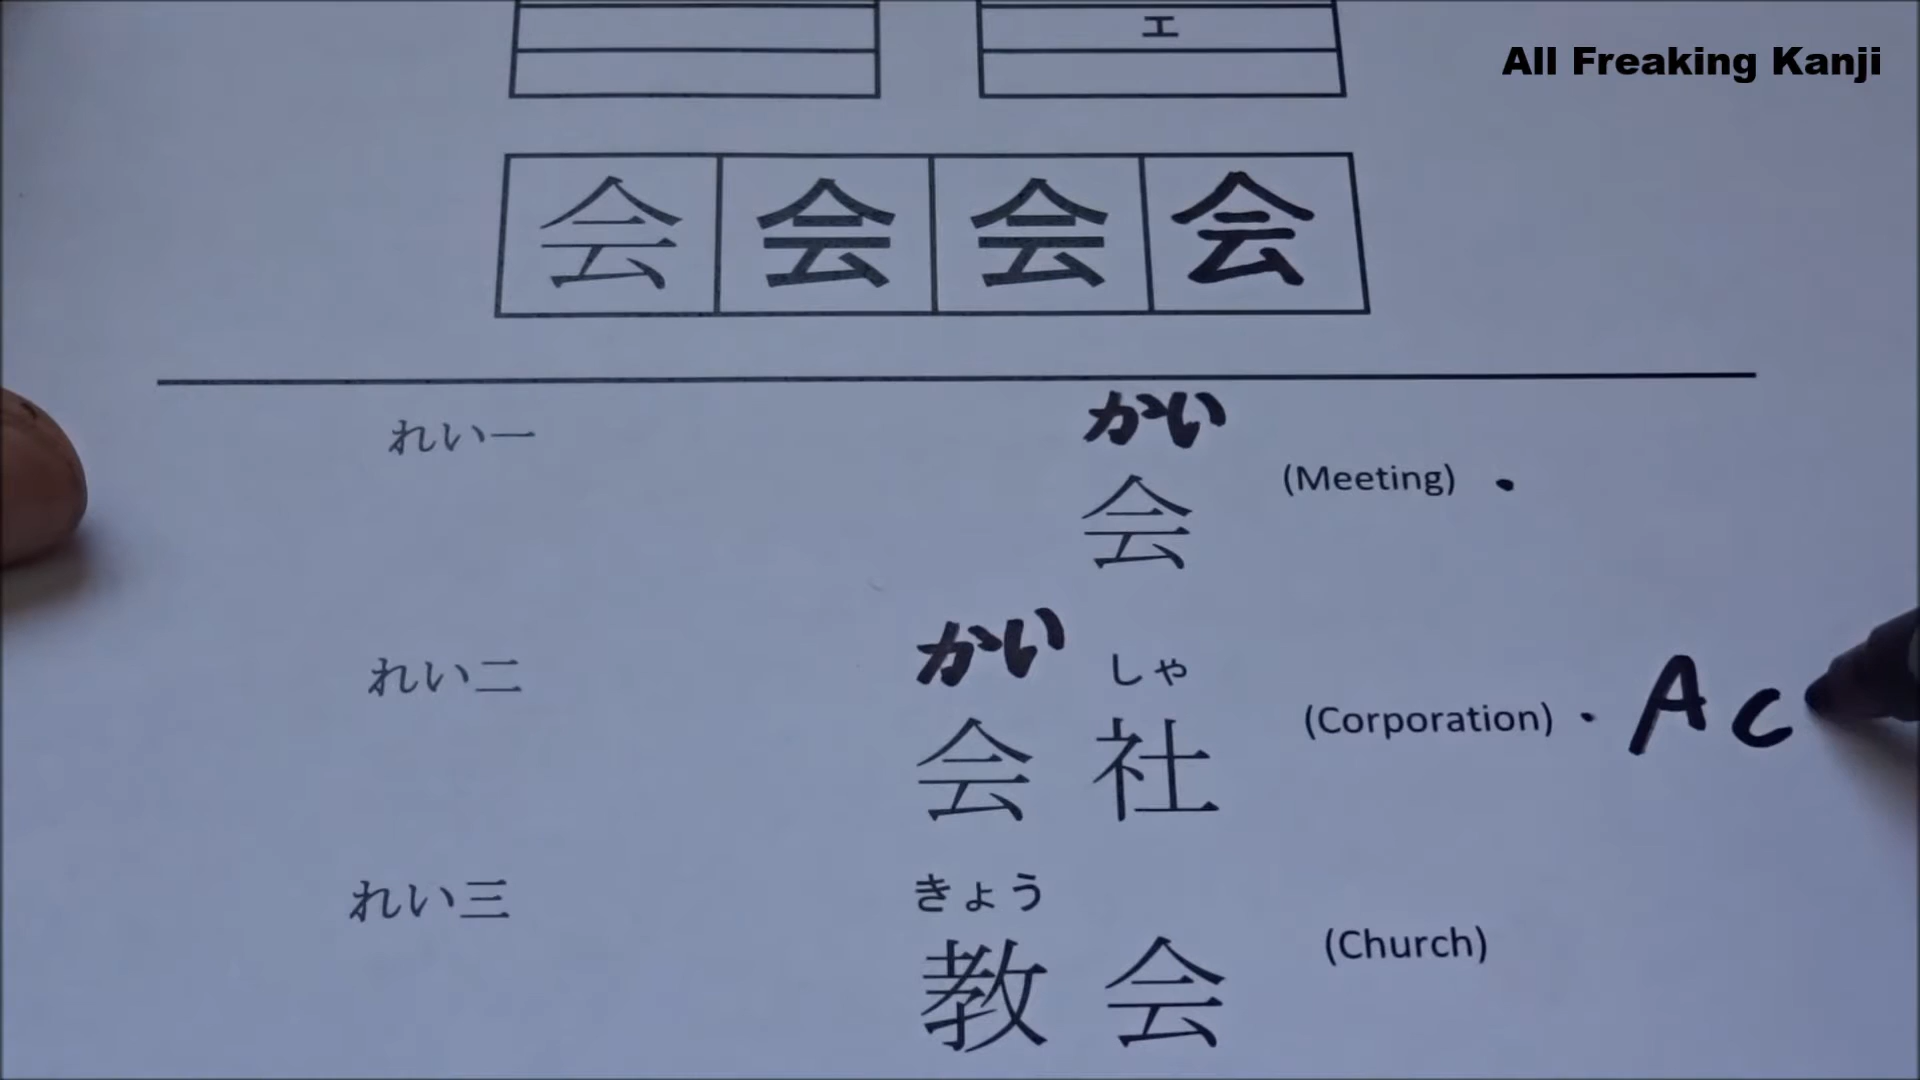 エ
All Freaking Kanji
会 会 会 会
かい
れい一 会 (Meeting) •
かい しゃ
れい二 会社 (Corporation) • Ac
きょう
れい三 教会 (Church)